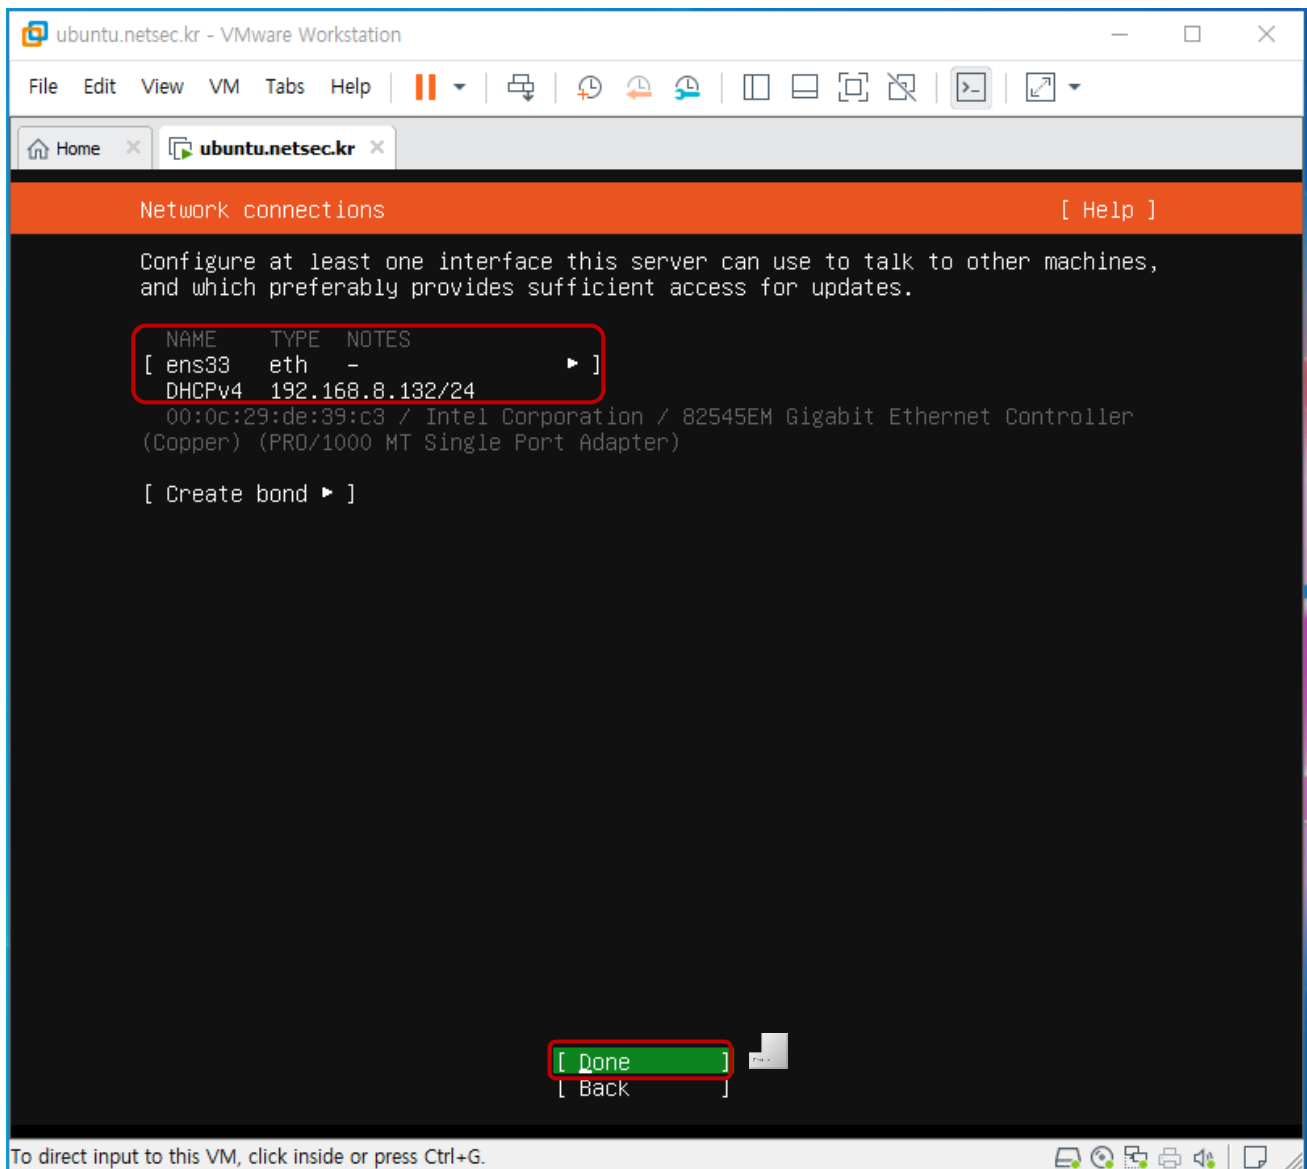 ubuntu.netsec.kr - VMware Workstation
File Edit View VM Tabs Help
Home
ubuntu.netsec.kr
Network connections [ Help ]
Configure at least one interface this server can use to talk to other machines,
and which preferably provides sufficient access for updates.
NAME TYPE NOTES
[ ens33 eth - ▸ ]
DHCPv4 192.168.8.132/24
00:0c:29:de:39:c3 / Intel Corporation / 82545EM Gigabit Ethernet Controller
(Copper) (PRO/1000 MT Single Port Adapter)
[ Create bond ▸ ]
[ Done ]
[ Back ]
To direct input to this VM, click inside or press Ctrl+G.